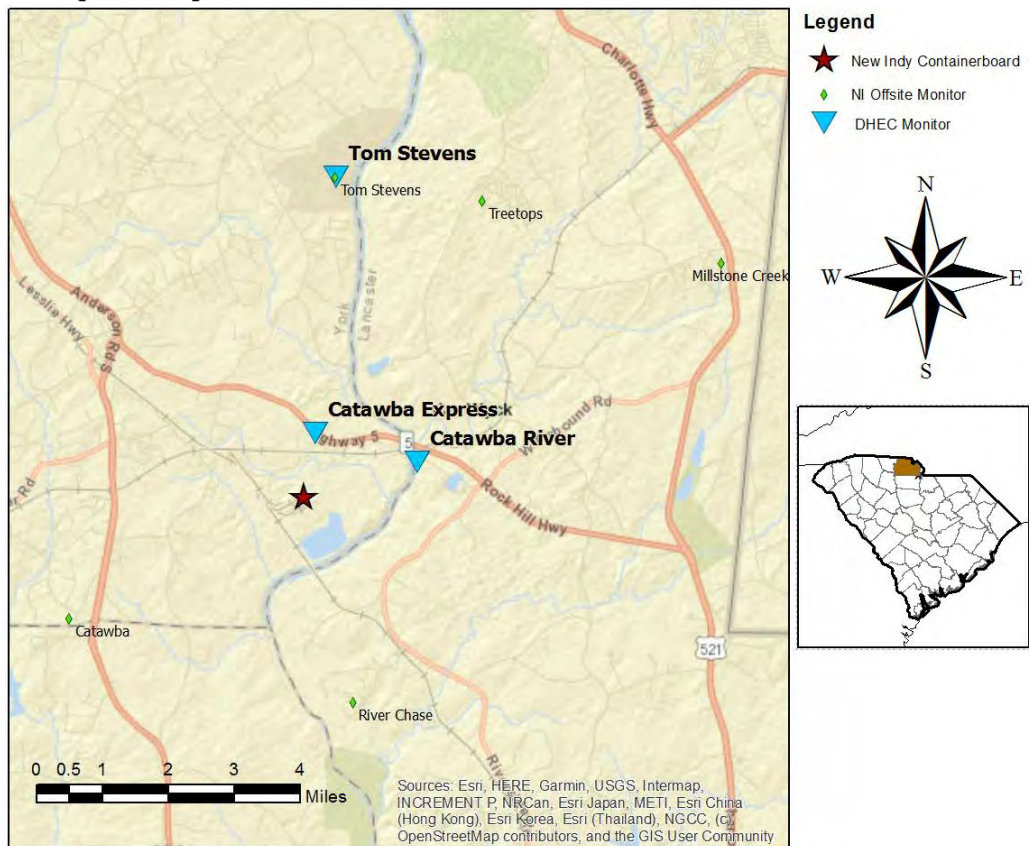 Legend
New Indy Containerboard
NI Offsite Monitor
DHEC Monitor
N
W
E
S
Charlotte Hwy
Tom Stevens
Tom Stevens
Treetops
Millstone Creek
Lesslie Hwy
Anderson Rd S
York
Lancaster
Catawba Express
ghway 5
5
Catawba River
Rd
Rock Hill Hwy
Catawba
521
River Chase
0 0.5 1 2 3 4
Miles
Sources: Esri, HERE, Garmin, USGS, Intermap,
INCREMENT P, NRCan, Esri Japan, METI, Esri China
(Hong Kong), Esri Korea, Esri (Thailand), NGCC, (c)
OpenStreetMap contributors, and the GIS User Community